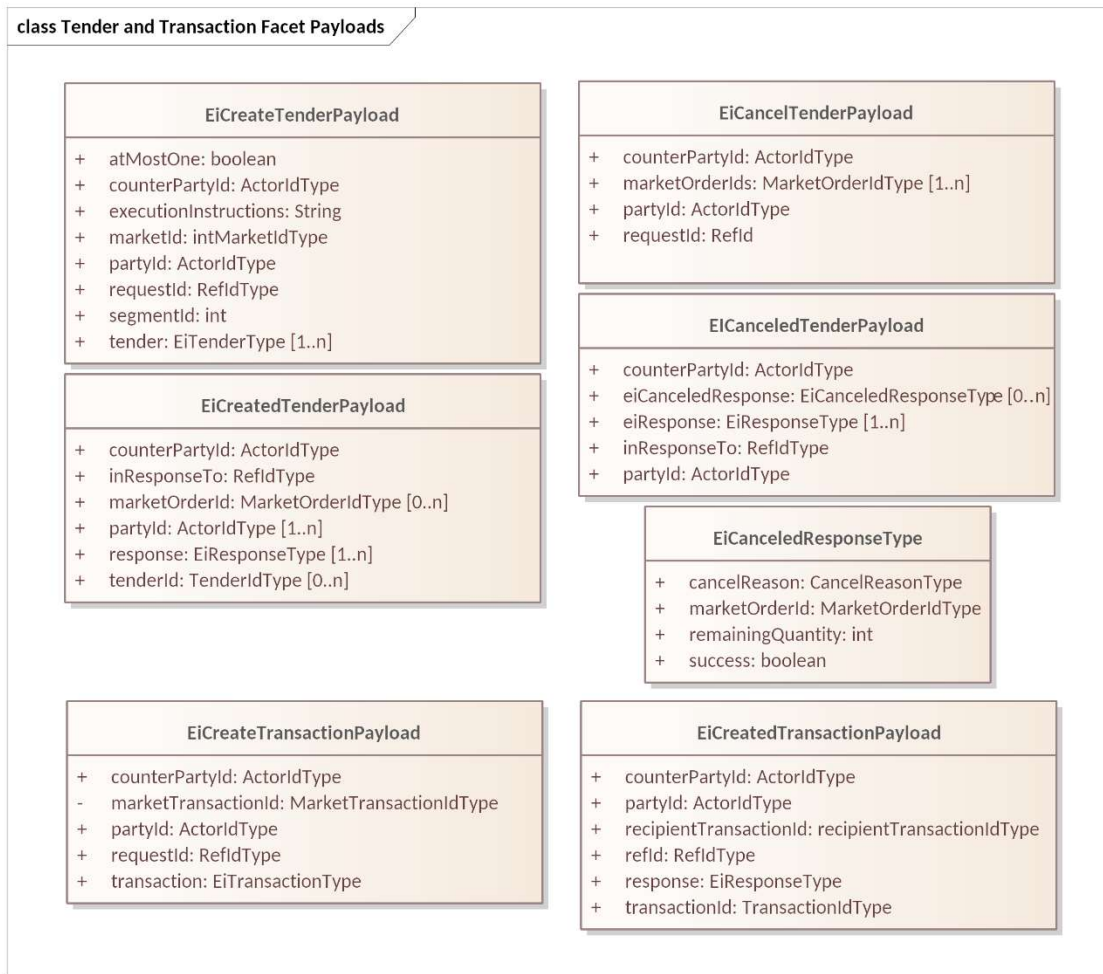 class Tender and Transaction Facet Payloads
EiCreateTenderPayload
+ atMostOne: boolean
+ counterPartyId: ActorIdType
+ executionInstructions: String
+ marketId: intMarketIdType
+ partyId: ActorIdType
+ requestId: RefIdType
+ segmentId: int
+ tender: EiTenderType [1..n]
EiCancelTenderPayload
+ counterPartyId: ActorIdType
+ marketOrderIds: MarketOrderIdType [1..n]
+ partyId: ActorIdType
+ requestId: RefId
EICanceledTenderPayload
+ counterPartyId: ActorIdType
+ eiCanceledResponse: EiCanceledResponseType [0..n]
+ eiResponse: EiResponseType [1..n]
+ inResponseTo: RefIdType
+ partyId: ActorIdType
EiCreatedTenderPayload
+ counterPartyId: ActorIdType
+ inResponseTo: RefIdType
+ marketOrderId: MarketOrderIdType [0..n]
+ partyId: ActorIdType [1..n]
+ response: EiResponseType [1..n]
+ tenderId: TenderIdType [0..n]
EiCanceledResponseType
+ cancelReason: CancelReasonType
+ marketOrderId: MarketOrderIdType
+ remainingQuantity: int
+ success: boolean
EiCreateTransactionPayload
+ counterPartyId: ActorIdType
- marketTransactionId: MarketTransactionIdType
+ partyId: ActorIdType
+ requestId: RefIdType
+ transaction: EiTransactionType
EiCreatedTransactionPayload
+ counterPartyId: ActorIdType
+ partyId: ActorIdType
+ recipientTransactionId: recipientTransactionIdType
+ refId: RefIdType
+ response: EiResponseType
+ transactionId: TransactionIdType